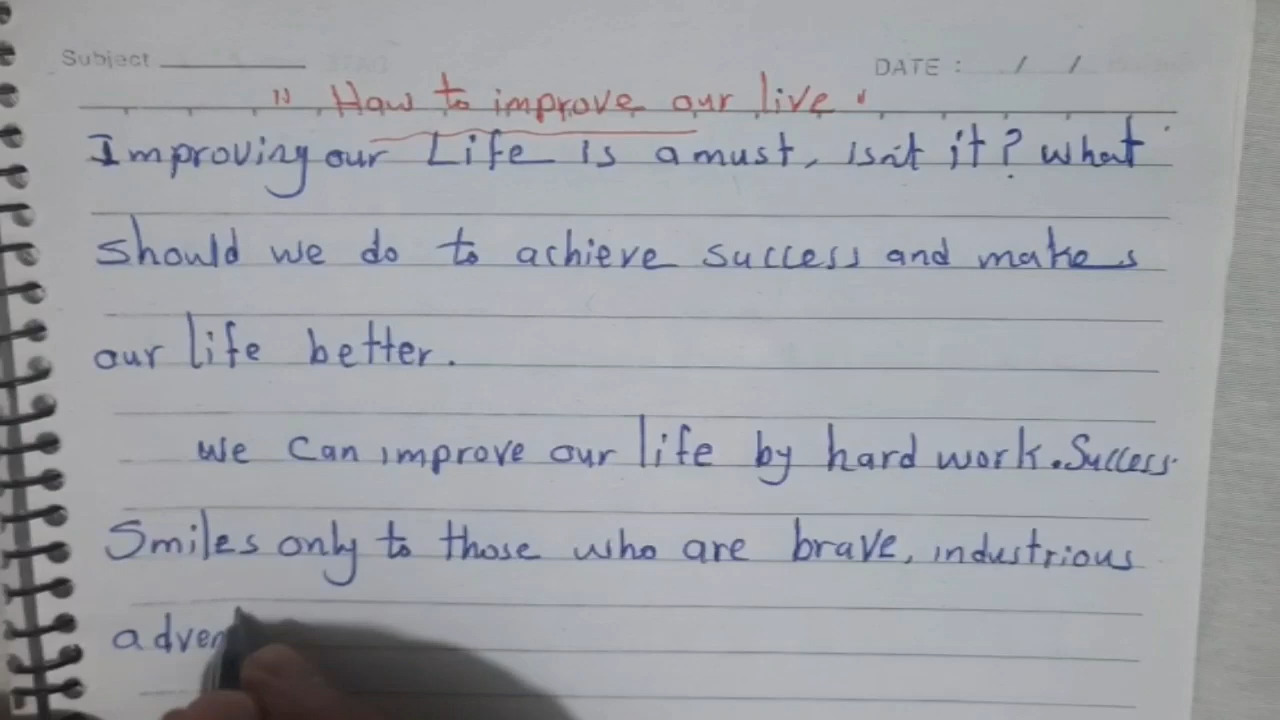 Subject
DATE : / /
" How to improve our live "
Improving our Life is a must, isn't it? what
should we do to achieve success and makes
our life better.
we can improve our life by hard work. Success
Smiles only to those who are brave, industrious
adven